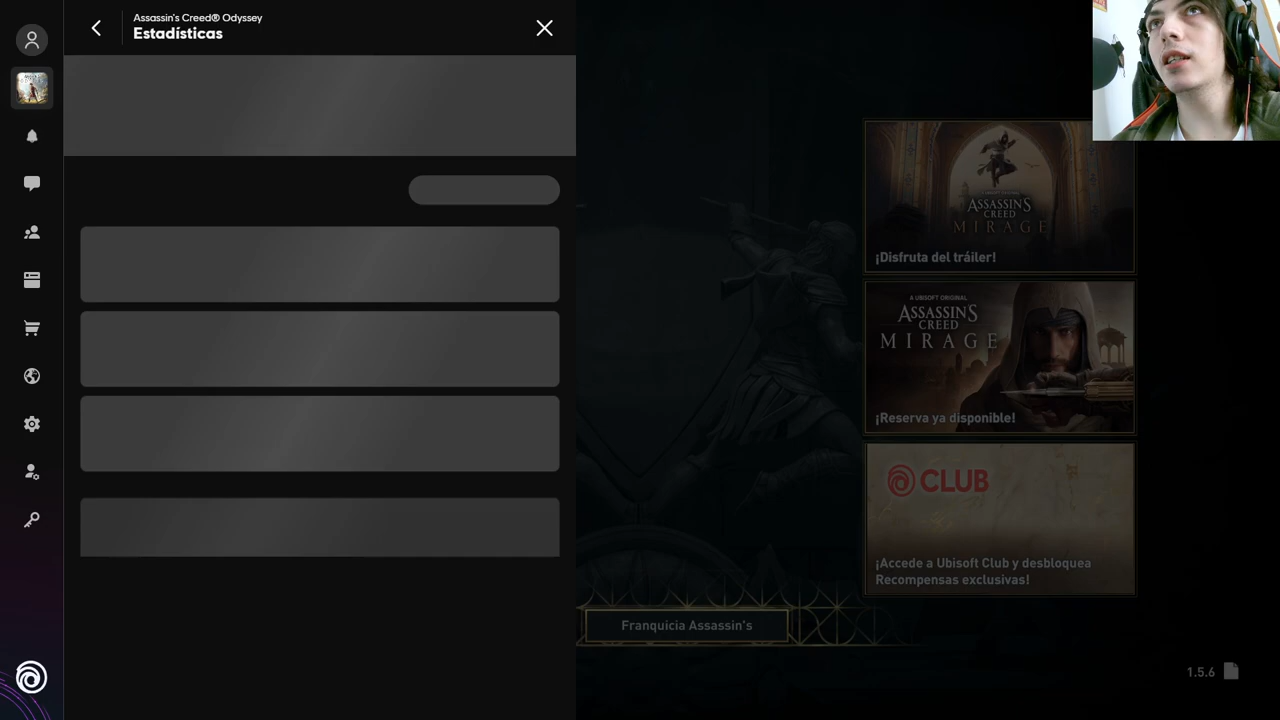 Assassin's Creed® Odyssey
Estadísticas
ASSASSIN'S
CREED
MIRAGE
¡Disfruta del tráiler!
A UBISOFT ORIGINAL
ASSASSIN'S
CREED
MIRAGE
¡Reserva ya disponible!
CLUB
¡Accede a Ubisoft Club y desbloquea
Recompensas exclusivas!
Franquicia Assassin's
1.5.6